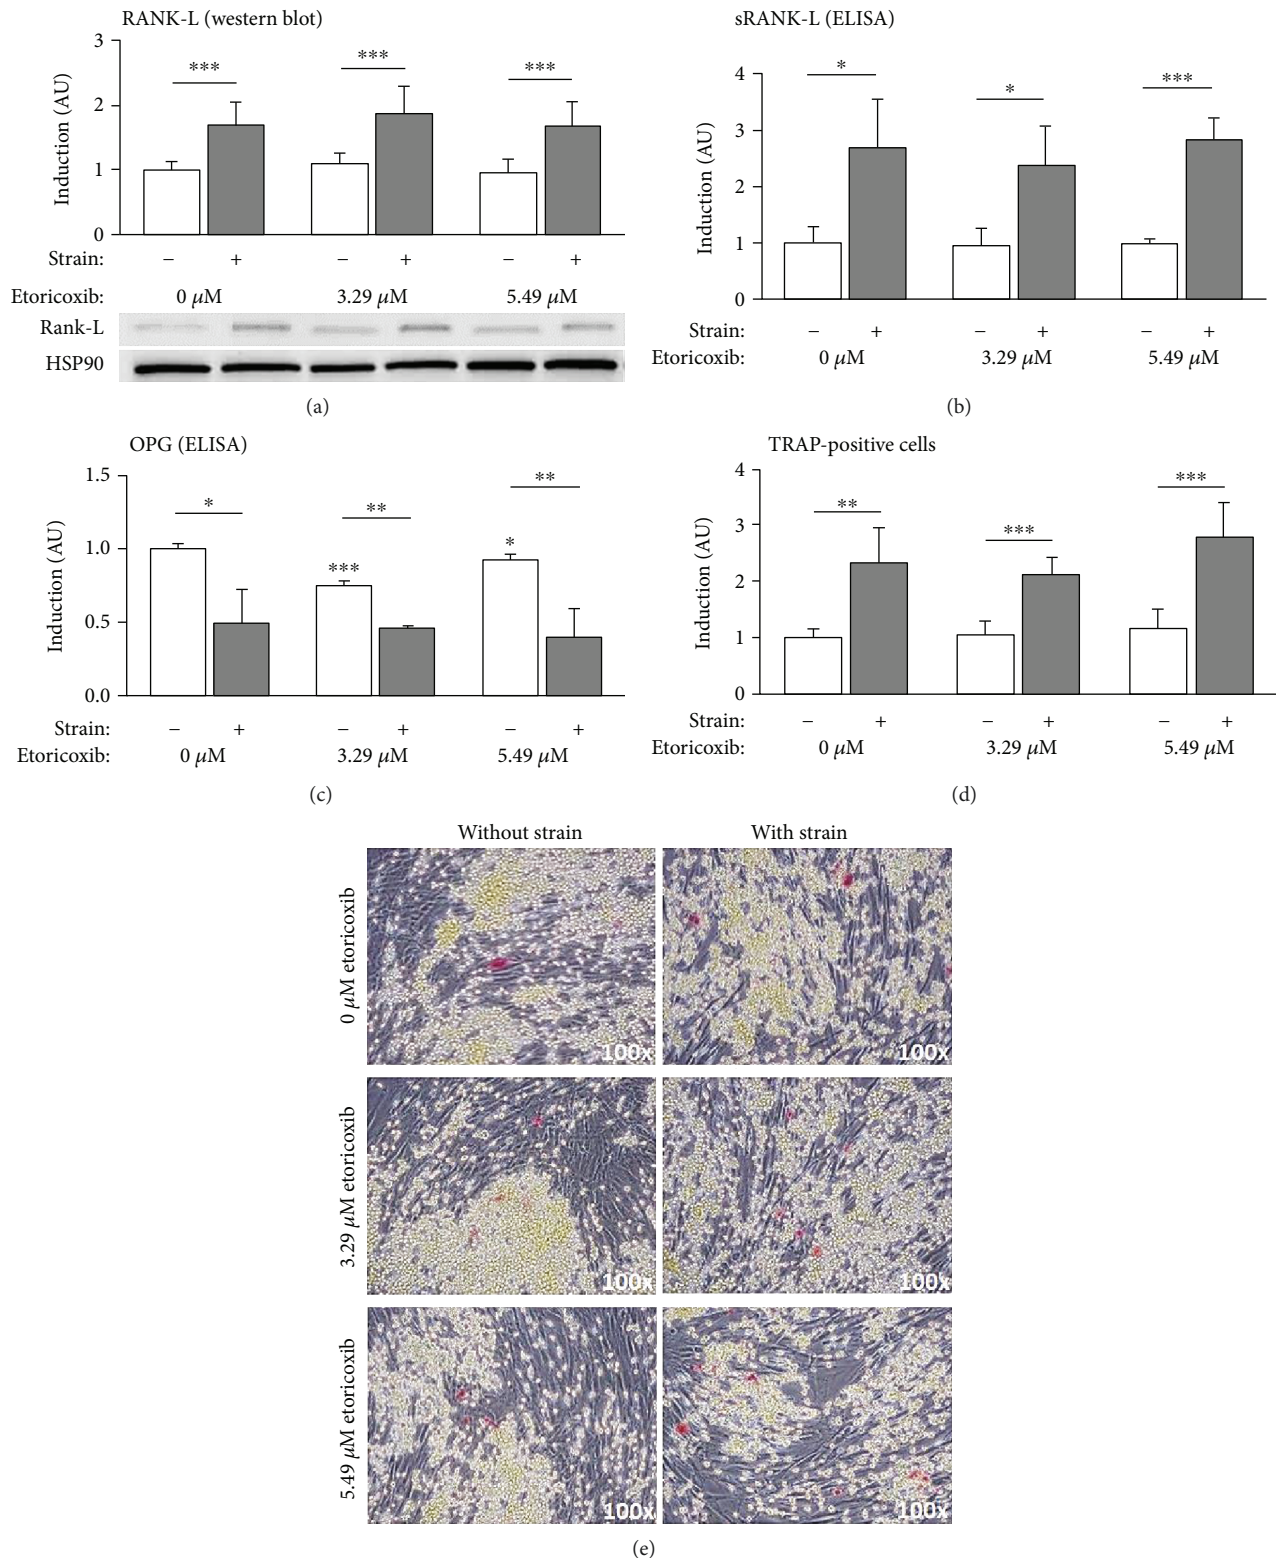 RANK-L (western blot)
3
2
1
0
Induction (AU)
***
***
***
Strain: – + – + – +
Etoricoxib: 0 μM 3.29 μM 5.49 μM
Rank-L
HSP90
(a)
sRANK-L (ELISA)
4
3
2
1
0
Induction (AU)
*
*
***
Strain: – + – + – +
Etoricoxib: 0 μM 3.29 μM 5.49 μM
(b)
OPG (ELISA)
1.5
1.0
0.5
0.0
Induction (AU)
*
**
**
***
*
Strain: – + – + – +
Etoricoxib: 0 μM 3.29 μM 5.49 μM
(c)
TRAP-positive cells
4
3
2
1
0
Induction (AU)
**
***
***
Strain: – + – + – +
Etoricoxib: 0 μM 3.29 μM 5.49 μM
(d)
Without strain With strain
0 μM etoricoxib
100x 100x
3.29 μM etoricoxib
100x 100x
5.49 μM etoricoxib
100x 100x
(e)